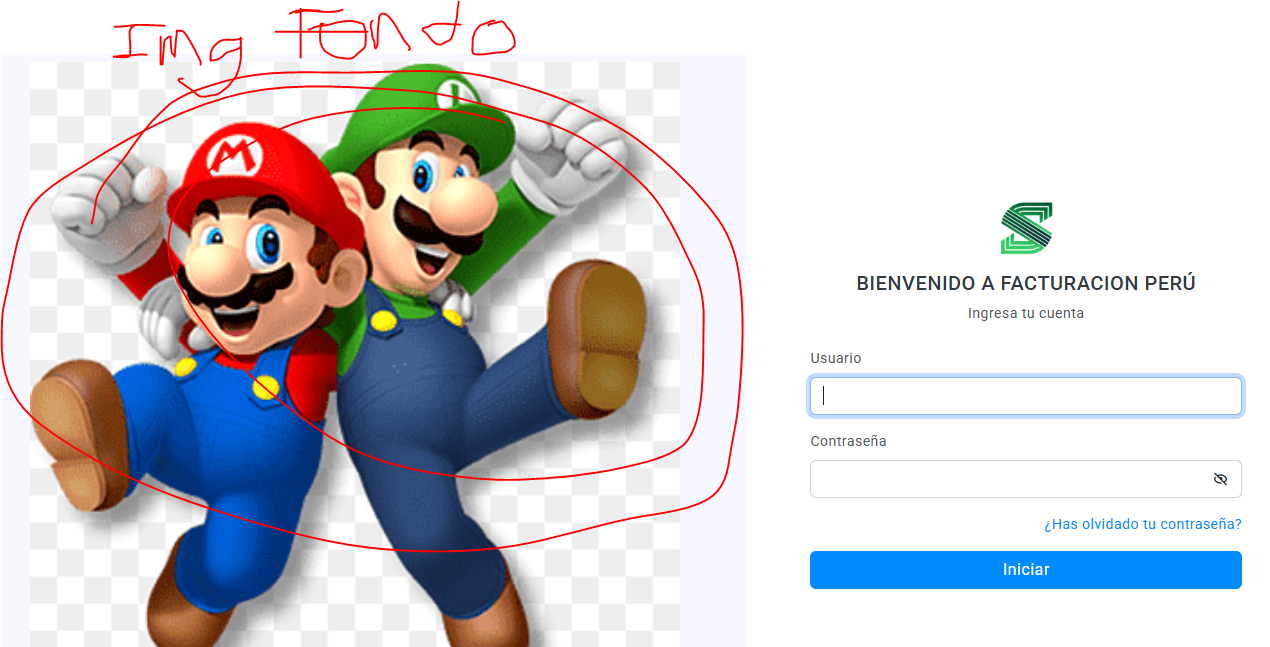 Img Fondo
M
L
BIENVENIDO A FACTURACION PERÚ
Ingresa tu cuenta
Usuario
Contraseña
¿Has olvidado tu contraseña?
Iniciar